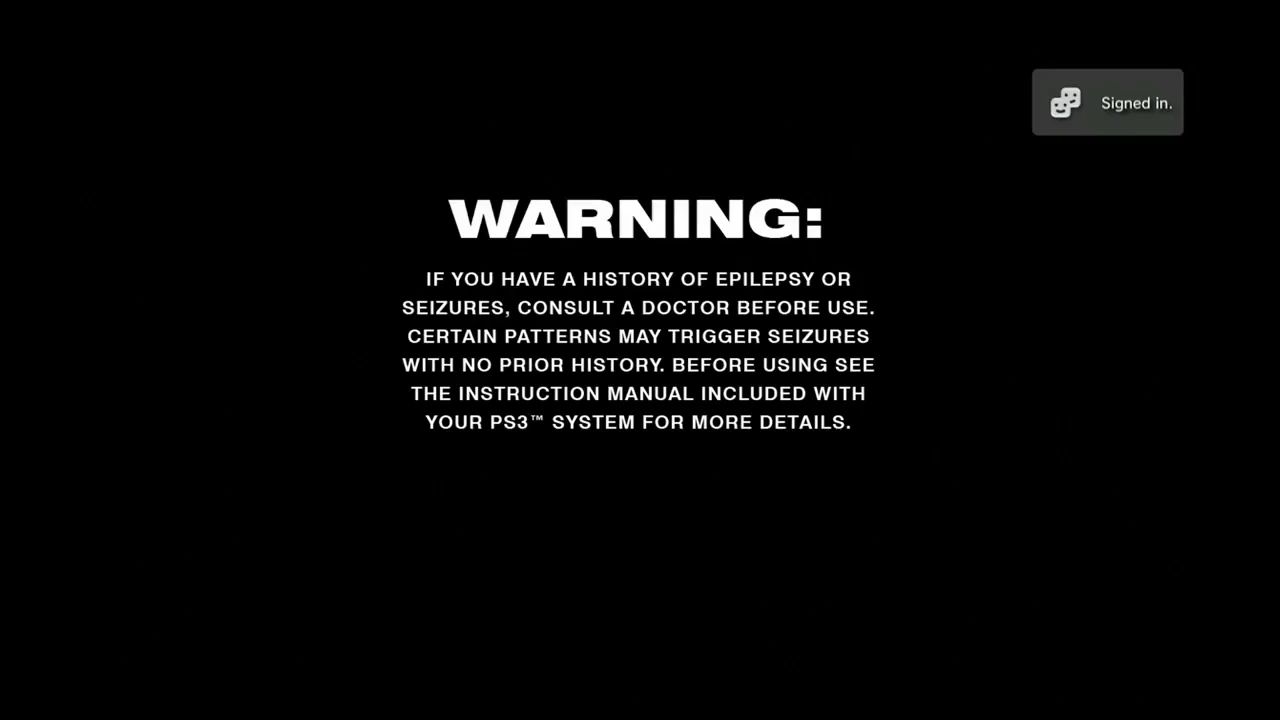 Signed in.
WARNING:
IF YOU HAVE A HISTORY OF EPILEPSY OR
SEIZURES, CONSULT A DOCTOR BEFORE USE.
CERTAIN PATTERNS MAY TRIGGER SEIZURES
WITH NO PRIOR HISTORY. BEFORE USING SEE
THE INSTRUCTION MANUAL INCLUDED WITH
YOUR PS3™ SYSTEM FOR MORE DETAILS.